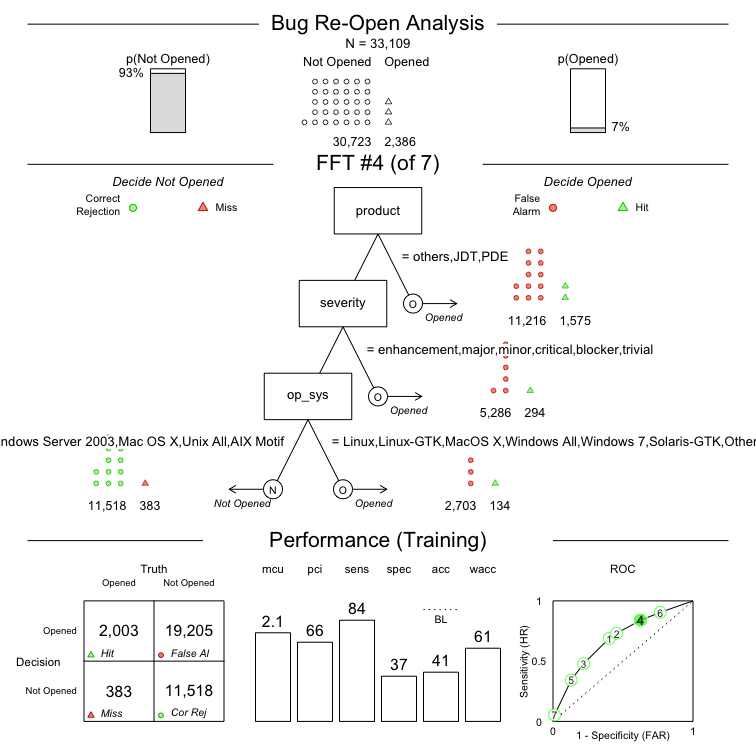 Bug Re-Open Analysis
N = 33,109
p(Not Opened)
Not Opened Opened
p(Opened)
93%
7%
30,723 2,386
FFT #4 (of 7)
Decide Not Opened
Decide Opened
Correct
Rejection
Miss
False
Alarm
Hit
product
= others,JDT,PDE
severity
O
Opened
11,216 1,575
= enhancement,major,minor,critical,blocker,trivial
op_sys
O
Opened
5,286 294
ndows Server 2003,Mac OS X,Unix All,AIX Motif
= Linux,Linux-GTK,MacOS X,Windows All,Windows 7,Solaris-GTK,Other
N
O
11,518 383
Not Opened
Opened
2,703 134
Performance (Training)
Truth
Opened Not Opened
mcu pci sens spec acc wacc
ROC
Decision
Opened
2,003
Hit
19,205
False Al
Not Opened
383
Miss
11,518
Cor Rej
2.1
66
84
37
41
61
BL
Sensitivity (HR)
1
0.5
0
0 1
1 - Specificity (FAR)
1
2
3
4
5
6
7